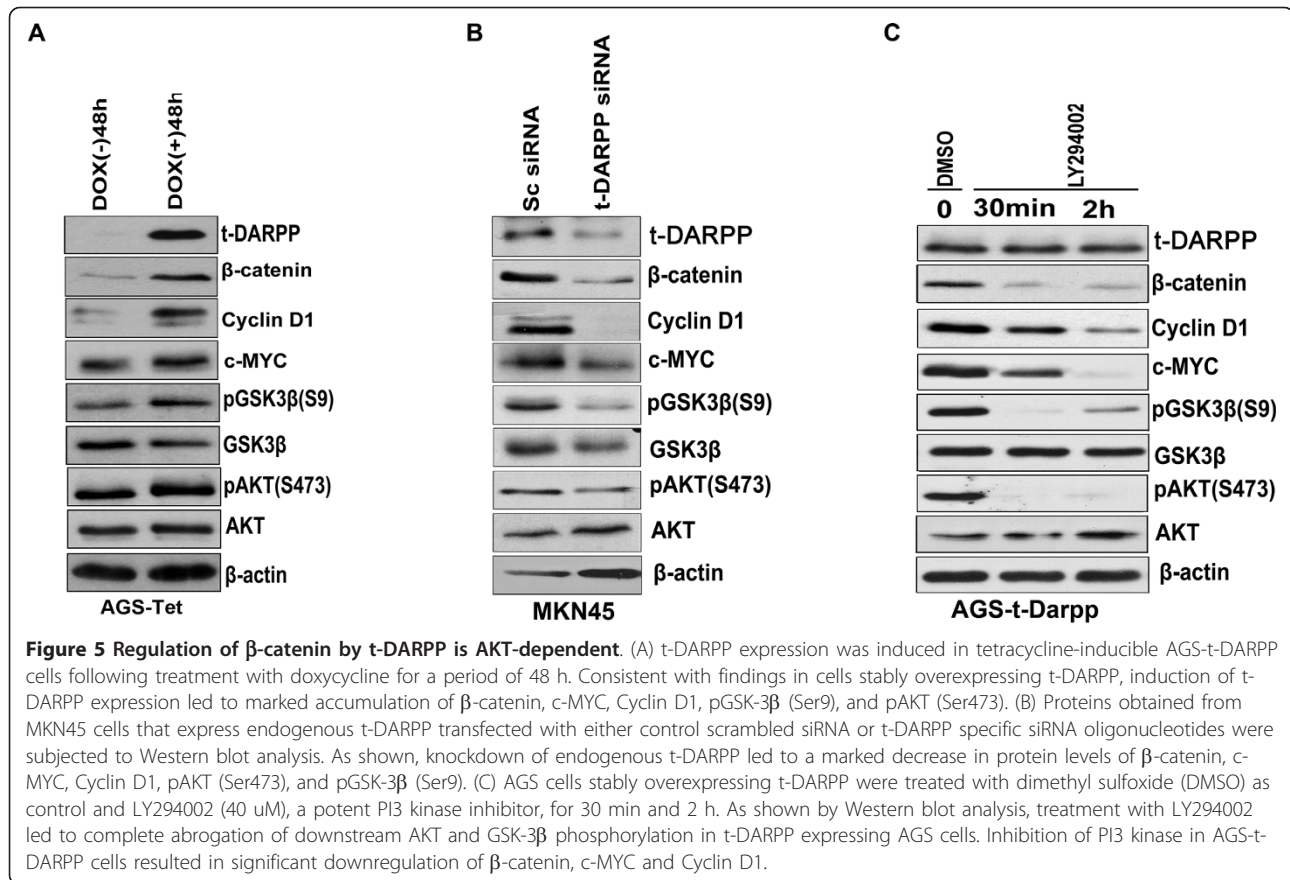 A
DOX(-)48h
DOX(+)48h
t-DARPP
β-catenin
Cyclin D1
c-MYC
pGSK3β(S9)
GSK3β
pAKT(S473)
AKT
β-actin
AGS-Tet
B
Sc siRNA
t-DARPP siRNA
t-DARPP
β-catenin
Cyclin D1
c-MYC
pGSK3β(S9)
GSK3β
pAKT(S473)
AKT
β-actin
MKN45
C
DMSO
LY294002
0 30min 2h
t-DARPP
β-catenin
Cyclin D1
c-MYC
pGSK3β(S9)
GSK3β
pAKT(S473)
AKT
β-actin
AGS-t-Darpp
Figure 5 Regulation of β-catenin by t-DARPP is AKT-dependent. (A) t-DARPP expression was induced in tetracycline-inducible AGS-t-DARPP
cells following treatment with doxycycline for a period of 48 h. Consistent with findings in cells stably overexpressing t-DARPP, induction of t-
DARPP expression led to marked accumulation of β-catenin, c-MYC, Cyclin D1, pGSK-3β (Ser9), and pAKT (Ser473). (B) Proteins obtained from
MKN45 cells that express endogenous t-DARPP transfected with either control scrambled siRNA or t-DARPP specific siRNA oligonucleotides were
subjected to Western blot analysis. As shown, knockdown of endogenous t-DARPP led to a marked decrease in protein levels of β-catenin, c-
MYC, Cyclin D1, pAKT (Ser473), and pGSK-3β (Ser9). (C) AGS cells stably overexpressing t-DARPP were treated with dimethyl sulfoxide (DMSO) as
control and LY294002 (40 uM), a potent PI3 kinase inhibitor, for 30 min and 2 h. As shown by Western blot analysis, treatment with LY294002
led to complete abrogation of downstream AKT and GSK-3β phosphorylation in t-DARPP expressing AGS cells. Inhibition of PI3 kinase in AGS-t-
DARPP cells resulted in significant downregulation of β-catenin, c-MYC and Cyclin D1.